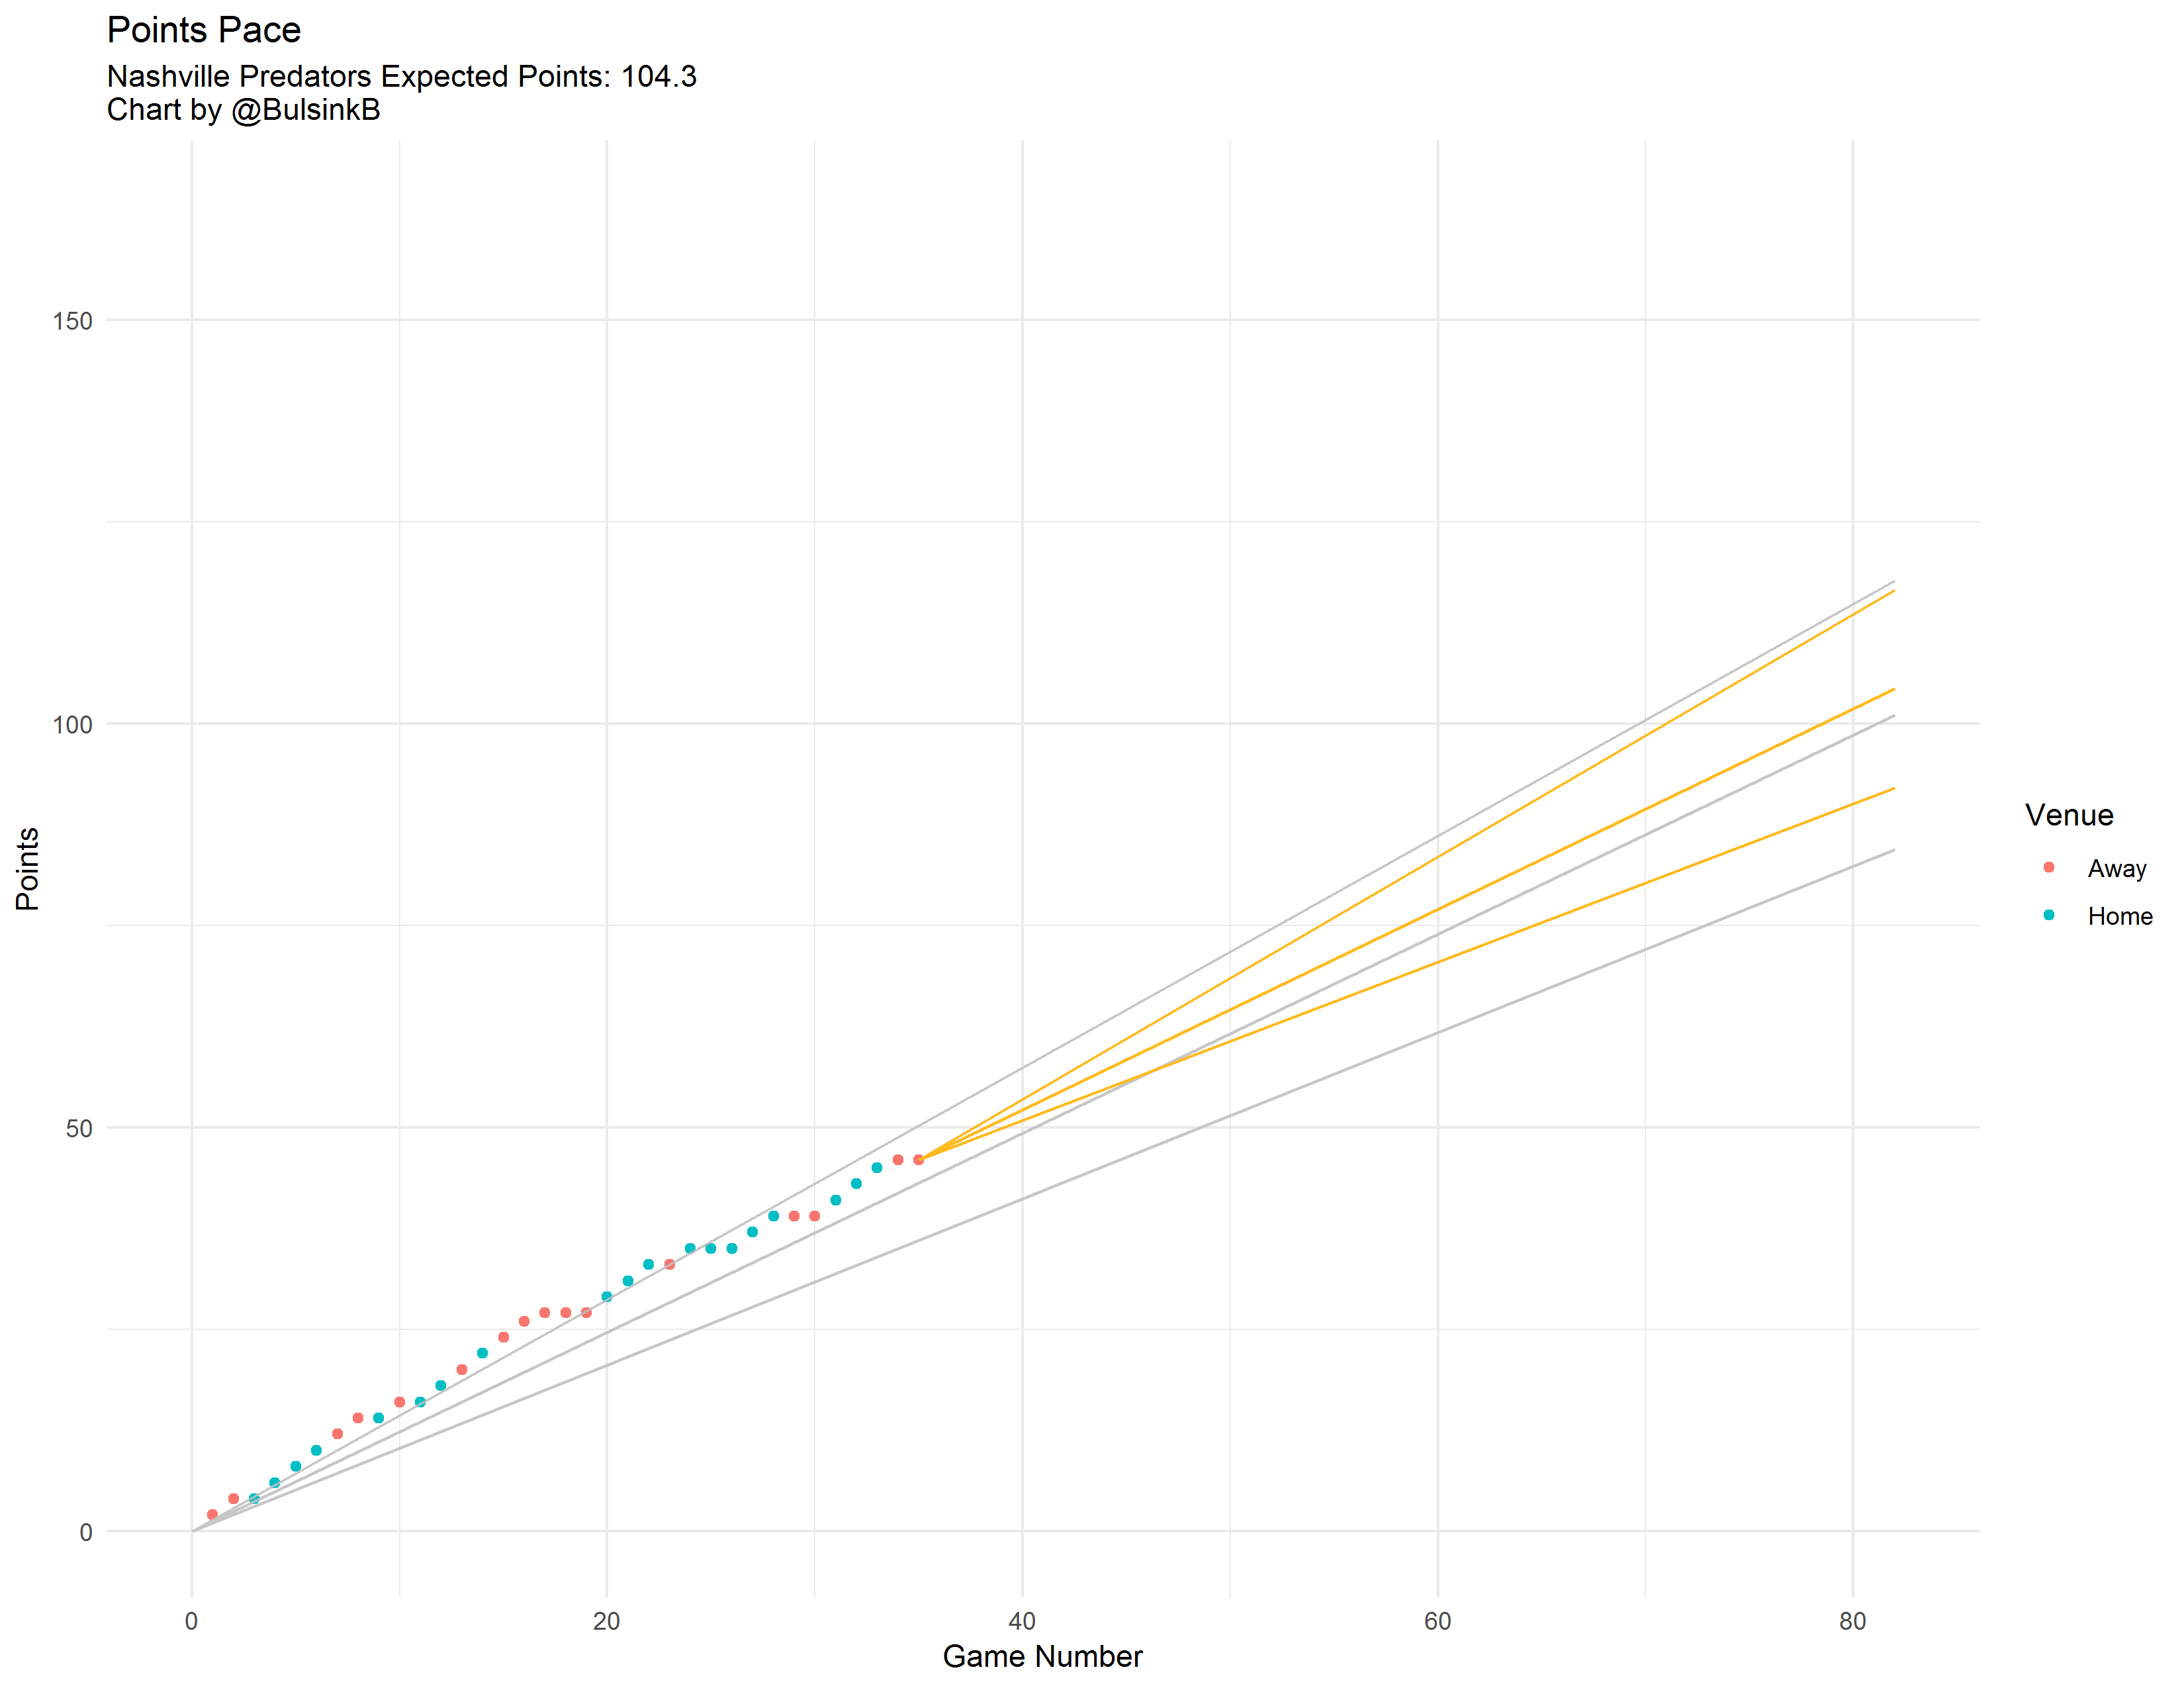 Points Pace
Nashville Predators Expected Points: 104.3
Chart by @BulsinkB
150
100
50
0
Points
0 20 40 60 80
Game Number
Venue
Away
Home